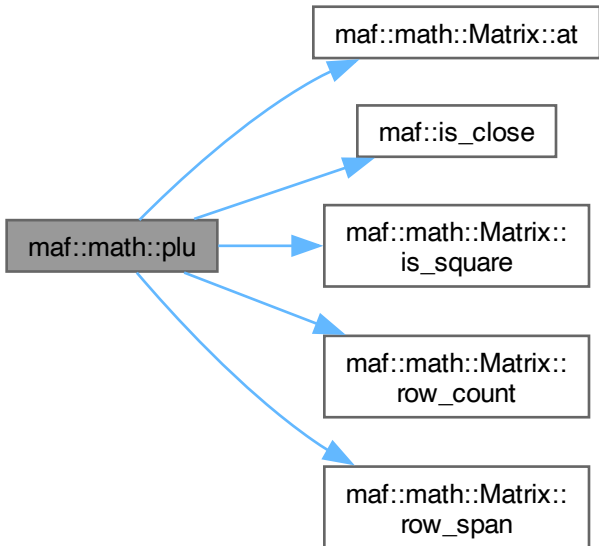 maf::math::plu
maf::math::Matrix::at
maf::is_close
maf::math::Matrix::
is_square
maf::math::Matrix::
row_count
maf::math::Matrix::
row_span